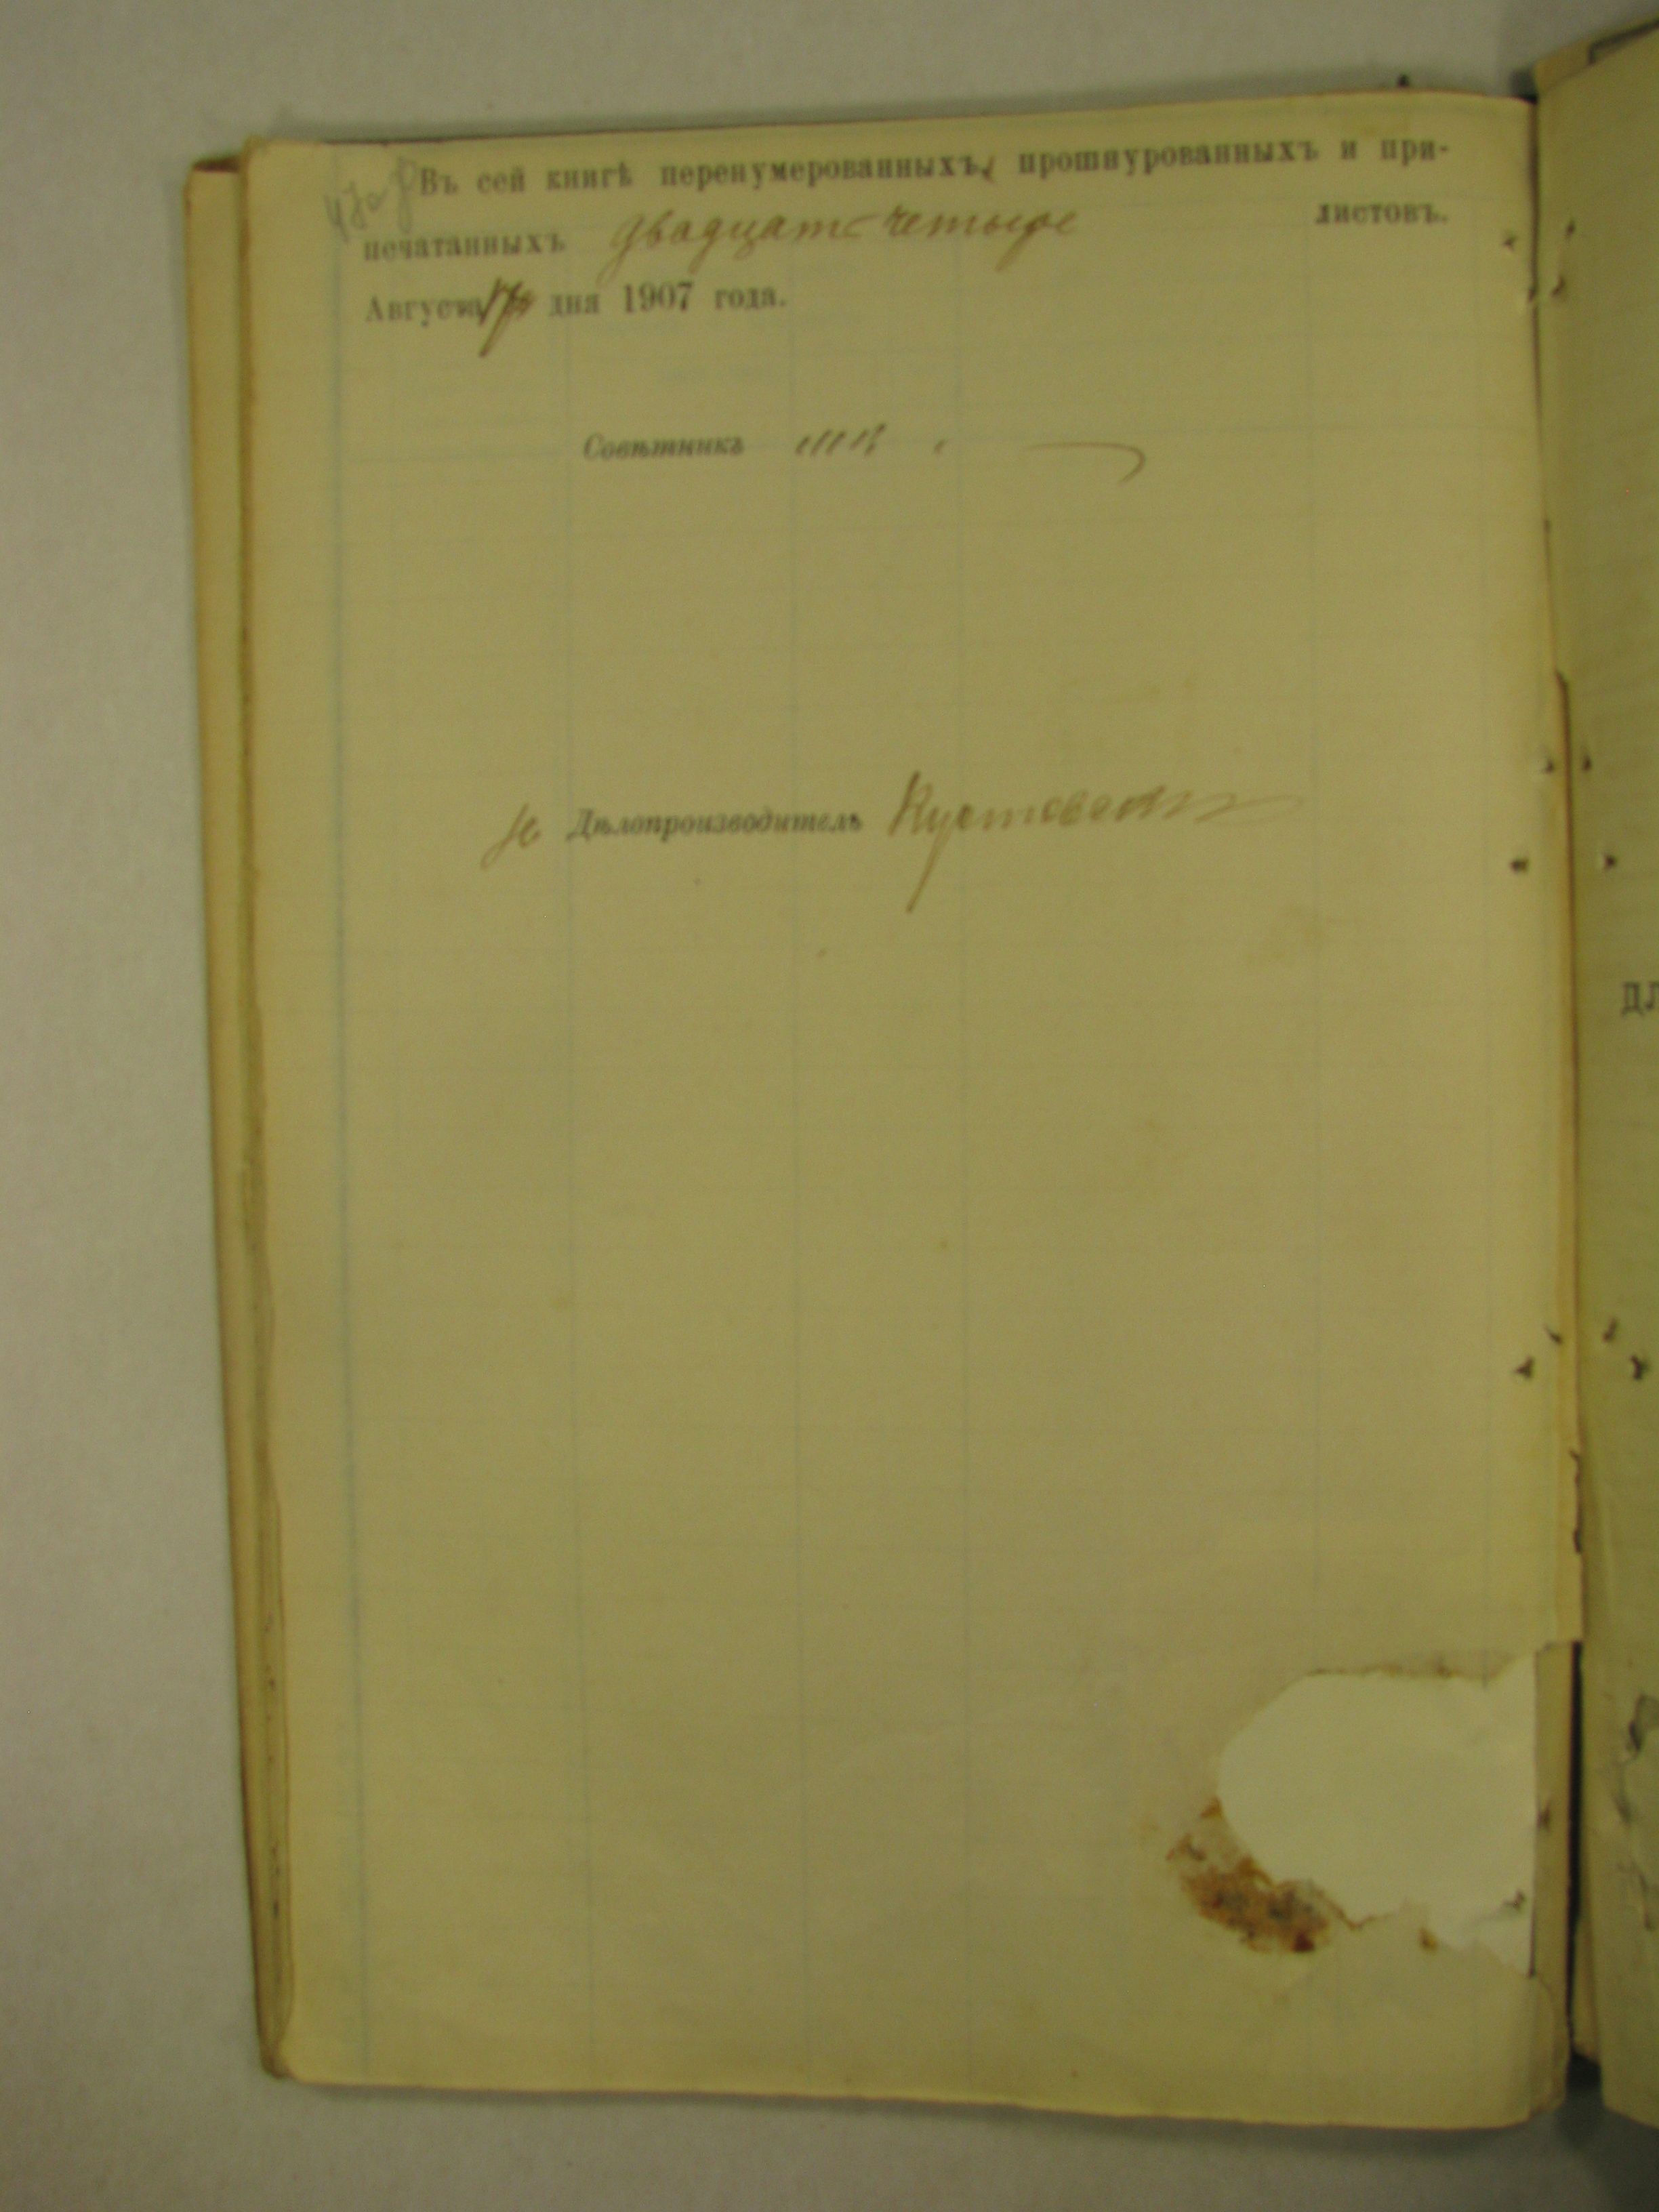 Въ сей книгѣ перенумерованныхъ, прошнурованныхъ и при-
печатанныхъ двадцать четыре листовъ.
Августа 17 дня 1907 года.
Совѣтникъ
Дѣлопроизводитель